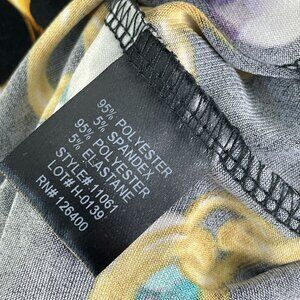 95% POLYESTER
5% SPANDEX
95% POLYESTER
5% ELASTANE
STYLE# 11061
LOT# H-0139
RN# 126400